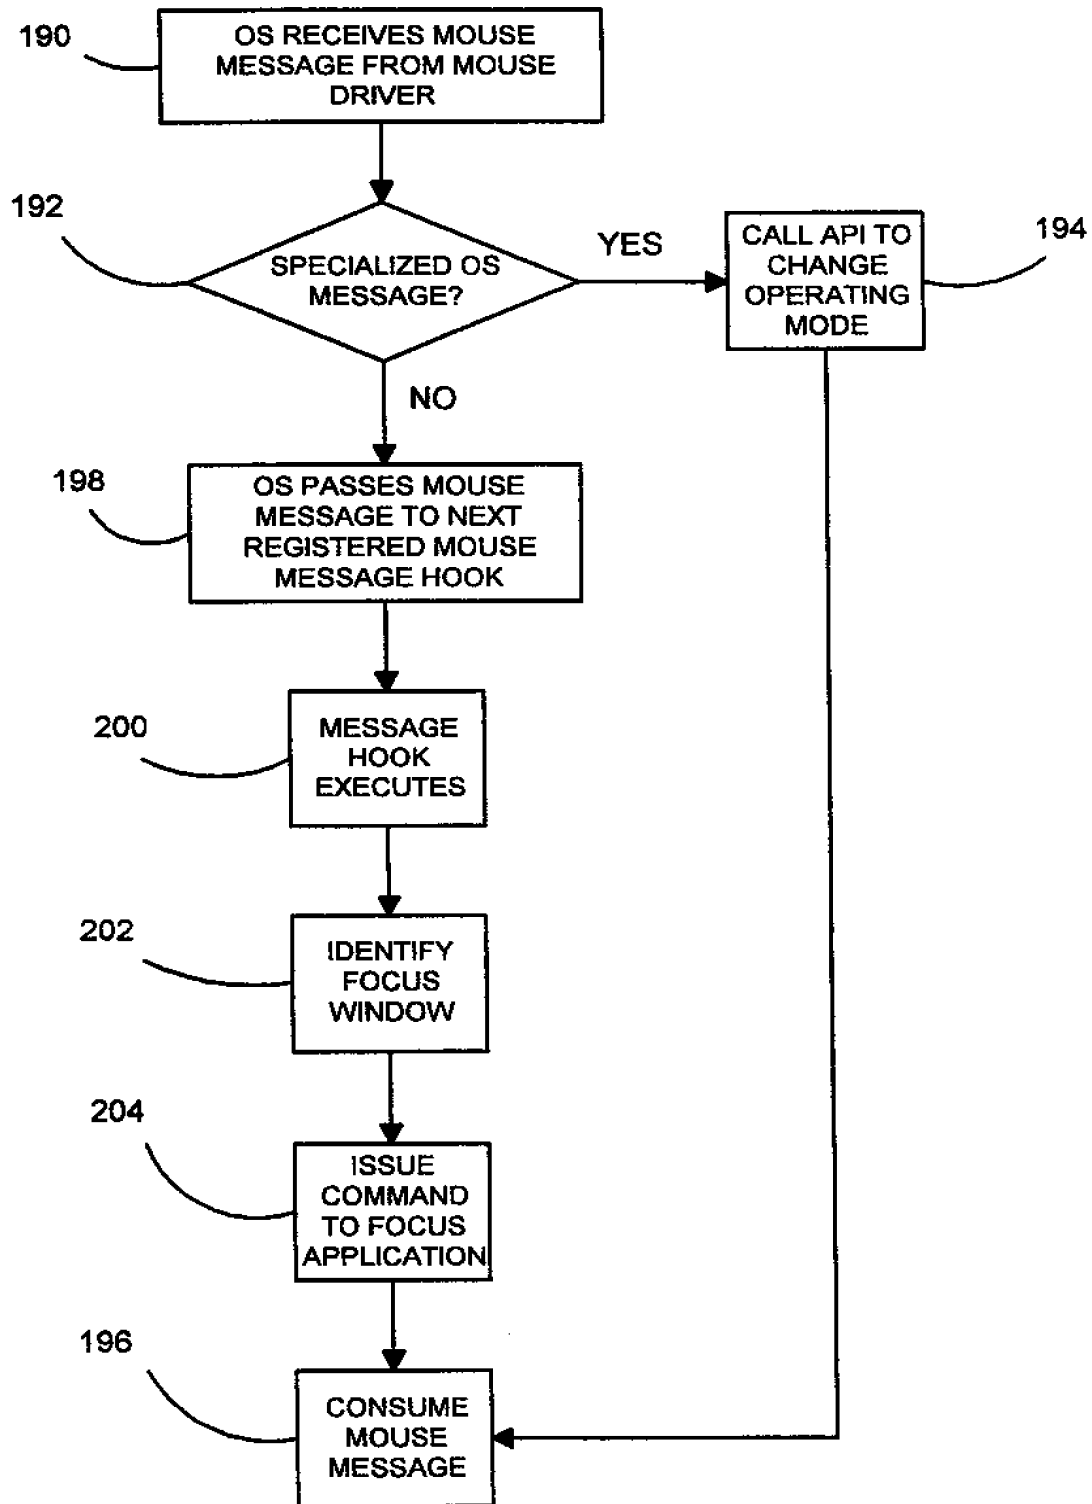 190
OS RECEIVES MOUSE
MESSAGE FROM MOUSE
DRIVER
192
SPECIALIZED OS
MESSAGE?
YES
CALL API TO
CHANGE
OPERATING
MODE
194
NO
198
OS PASSES MOUSE
MESSAGE TO NEXT
REGISTERED MOUSE
MESSAGE HOOK
200
MESSAGE
HOOK
EXECUTES
202
IDENTIFY
FOCUS
WINDOW
204
ISSUE
COMMAND
TO FOCUS
APPLICATION
196
CONSUME
MOUSE
MESSAGE